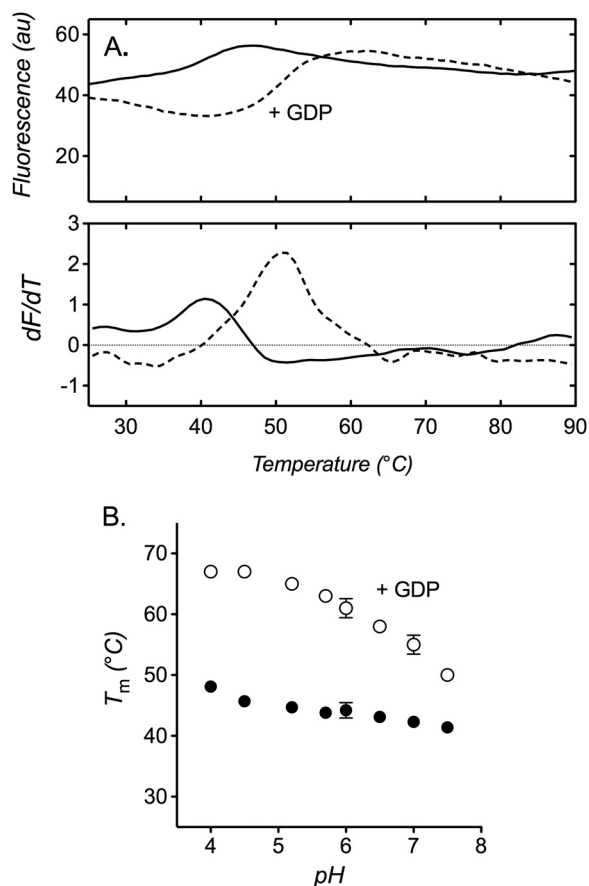 A.
Fluorescence (au)
60
40
20
+ GDP
dF/dT
3
2
1
0
-1
30 40 50 60 70 80 90
Temperature (°C)
B.
Tm (°C)
70
60
50
40
30
+ GDP
4 5 6 7 8
pH